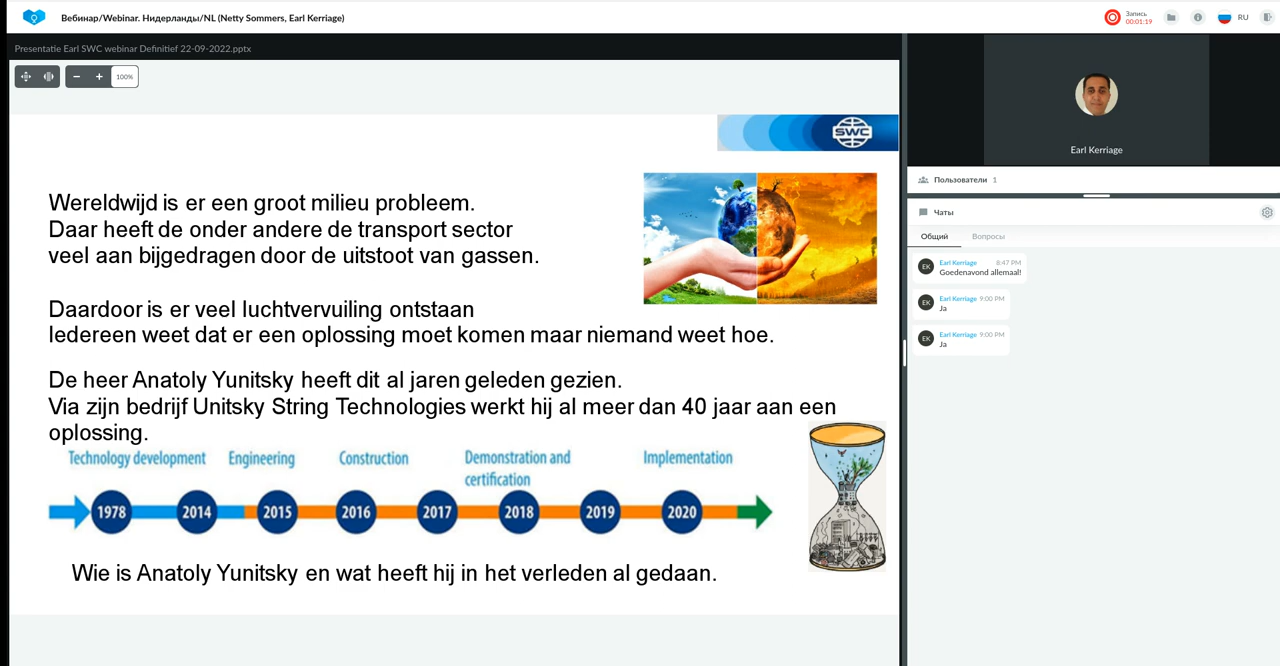 Вебинар/Webinar. Нидерланды/NL (Netty Sommers, Earl Kerriage)
Запись
00:01:19
RU
Presentatie Earl SWC webinar Definitief 22-09-2022.pptx
100%
SWC
Wereldwijd is er een groot milieu probleem.
Daar heeft de onder andere de transport sector
veel aan bijgedragen door de uitstoot van gassen.
Daardoor is er veel luchtvervuiling ontstaan
Iedereen weet dat er een oplossing moet komen maar niemand weet hoe.
De heer Anatoly Yunitsky heeft dit al jaren geleden gezien.
Via zijn bedrijf Unitsky String Technologies werkt hij al meer dan 40 jaar aan een
oplossing.
Technology development Engineering Construction Demonstration and Implementation
certification
1978 2014 2015 2016 2017 2018 2019 2020
Wie is Anatoly Yunitsky en wat heeft hij in het verleden al gedaan.
Earl Kerriage
Пользователи 1
Чаты
Общий Вопросы
EK Earl Kerriage 8:47 PM
Goedenavond allemaal!
EK Earl Kerriage 9:00 PM
Ja
EK Earl Kerriage 9:00 PM
Ja